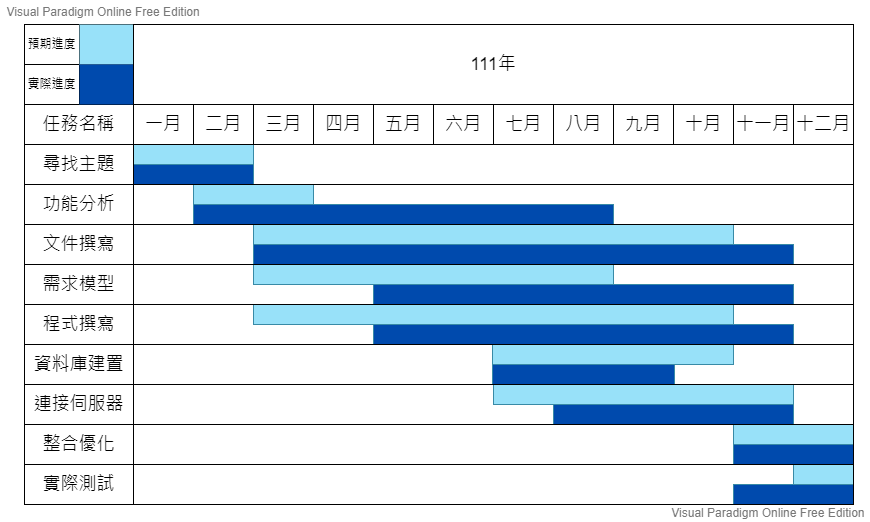 Visual Paradigm Online Free Edition
預期進度
111年
實際進度
任務名稱 一月 二月 三月 四月 五月 六月 七月 八月 九月 十月 十一月 十二月
尋找主題
功能分析
文件撰寫
需求模型
程式撰寫
資料庫建置
連接伺服器
整合優化
實際測試
Visual Paradigm Online Free Edition